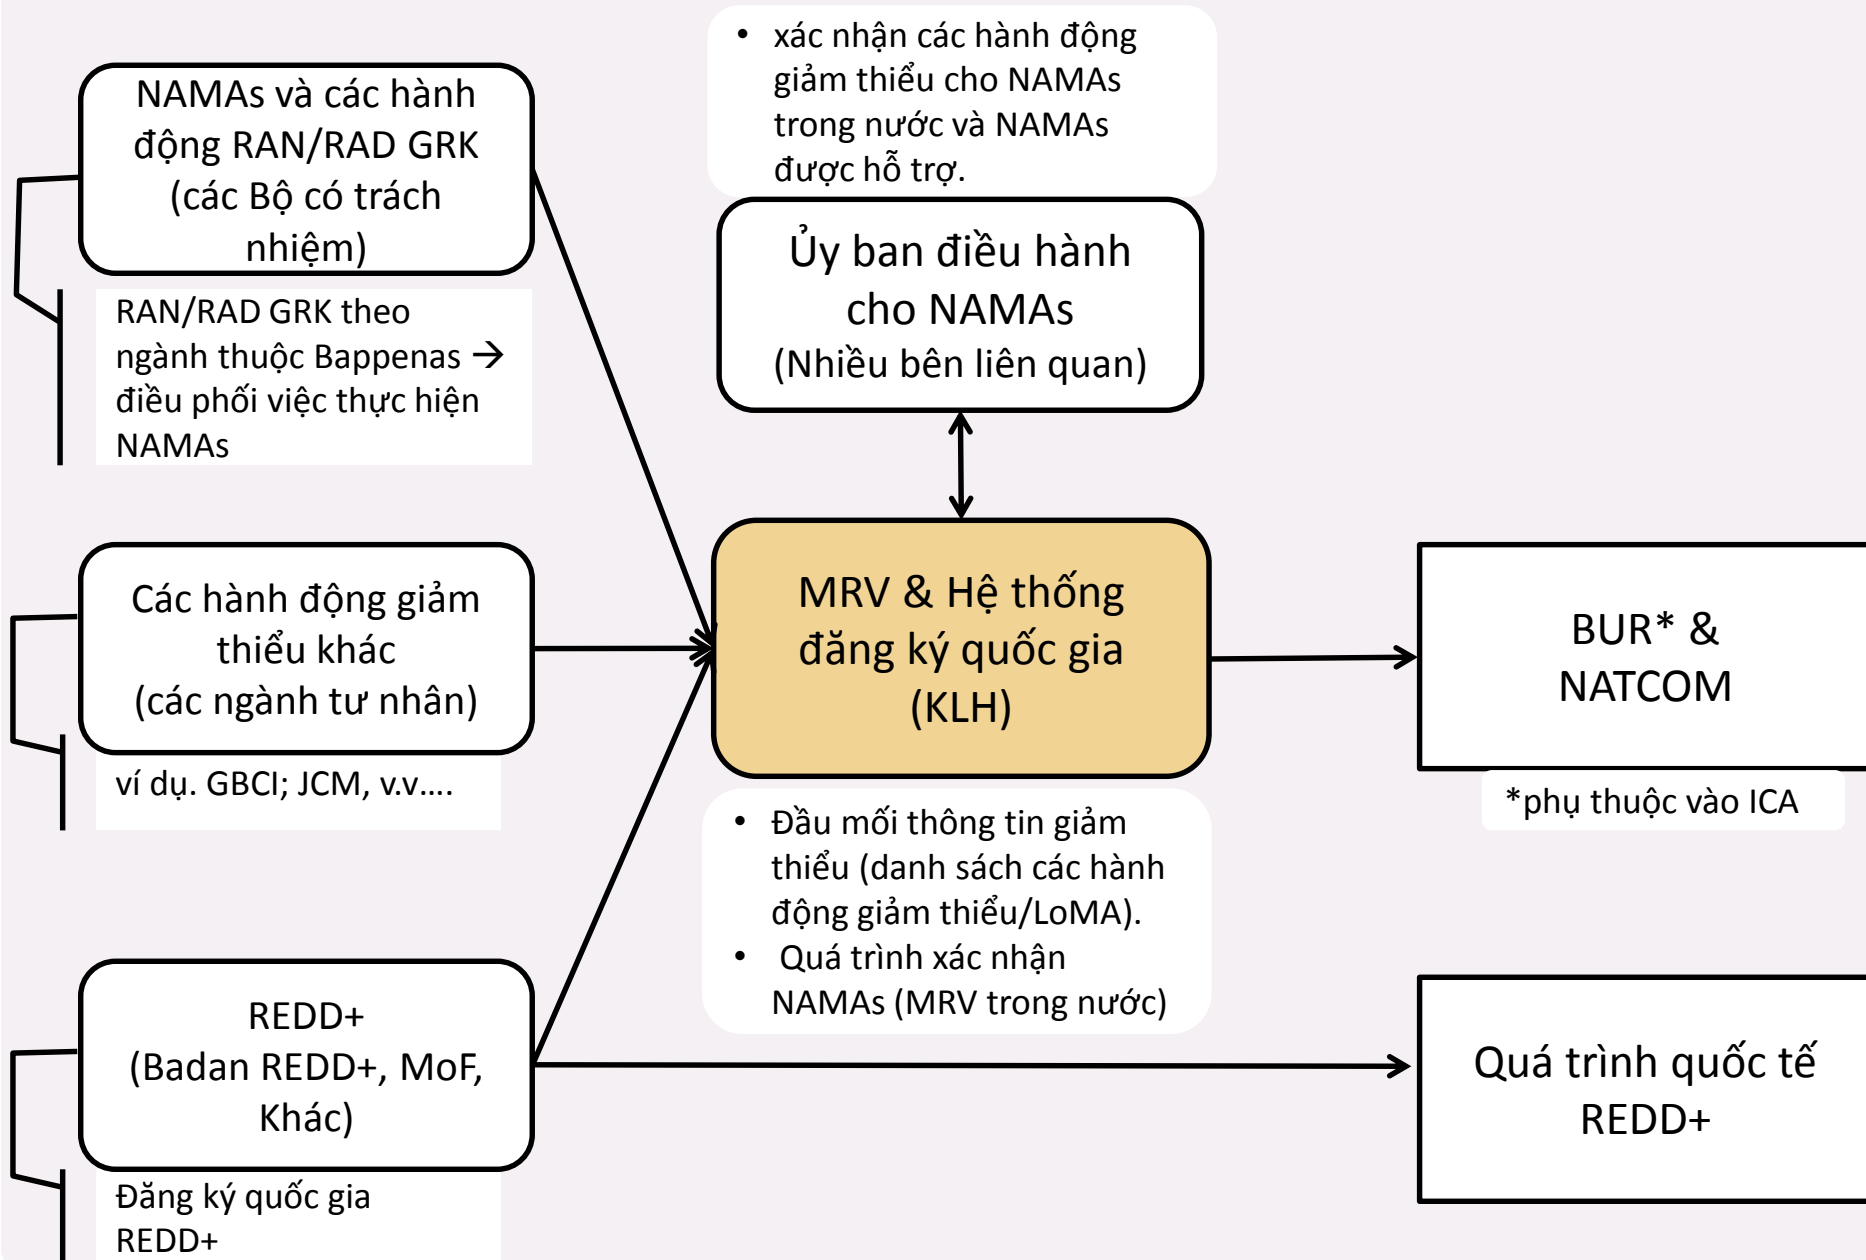 NAMAs và các hành
động RAN/RAD GRK
(các Bộ có trách
nhiệm)
RAN/RAD GRK theo
ngành thuộc Bappenas →
điều phối việc thực hiện
NAMAs
Các hành động giảm
thiểu khác
(các ngành tư nhân)
ví dụ. GBCI; JCM, v.v....
REDD+
(Badan REDD+, MoF,
Khác)
Đăng ký quốc gia
REDD+
• xác nhận các hành động
giảm thiểu cho NAMAs
trong nước và NAMAs
được hỗ trợ.
Ủy ban điều hành
cho NAMAs
(Nhiều bên liên quan)
MRV & Hệ thống
đăng ký quốc gia
(KLH)
• Đầu mối thông tin giảm
thiểu (danh sách các hành
động giảm thiểu/LoMA).
• Quá trình xác nhận
NAMAs (MRV trong nước)
BUR* &
NATCOM
*phụ thuộc vào ICA
Quá trình quốc tế
REDD+